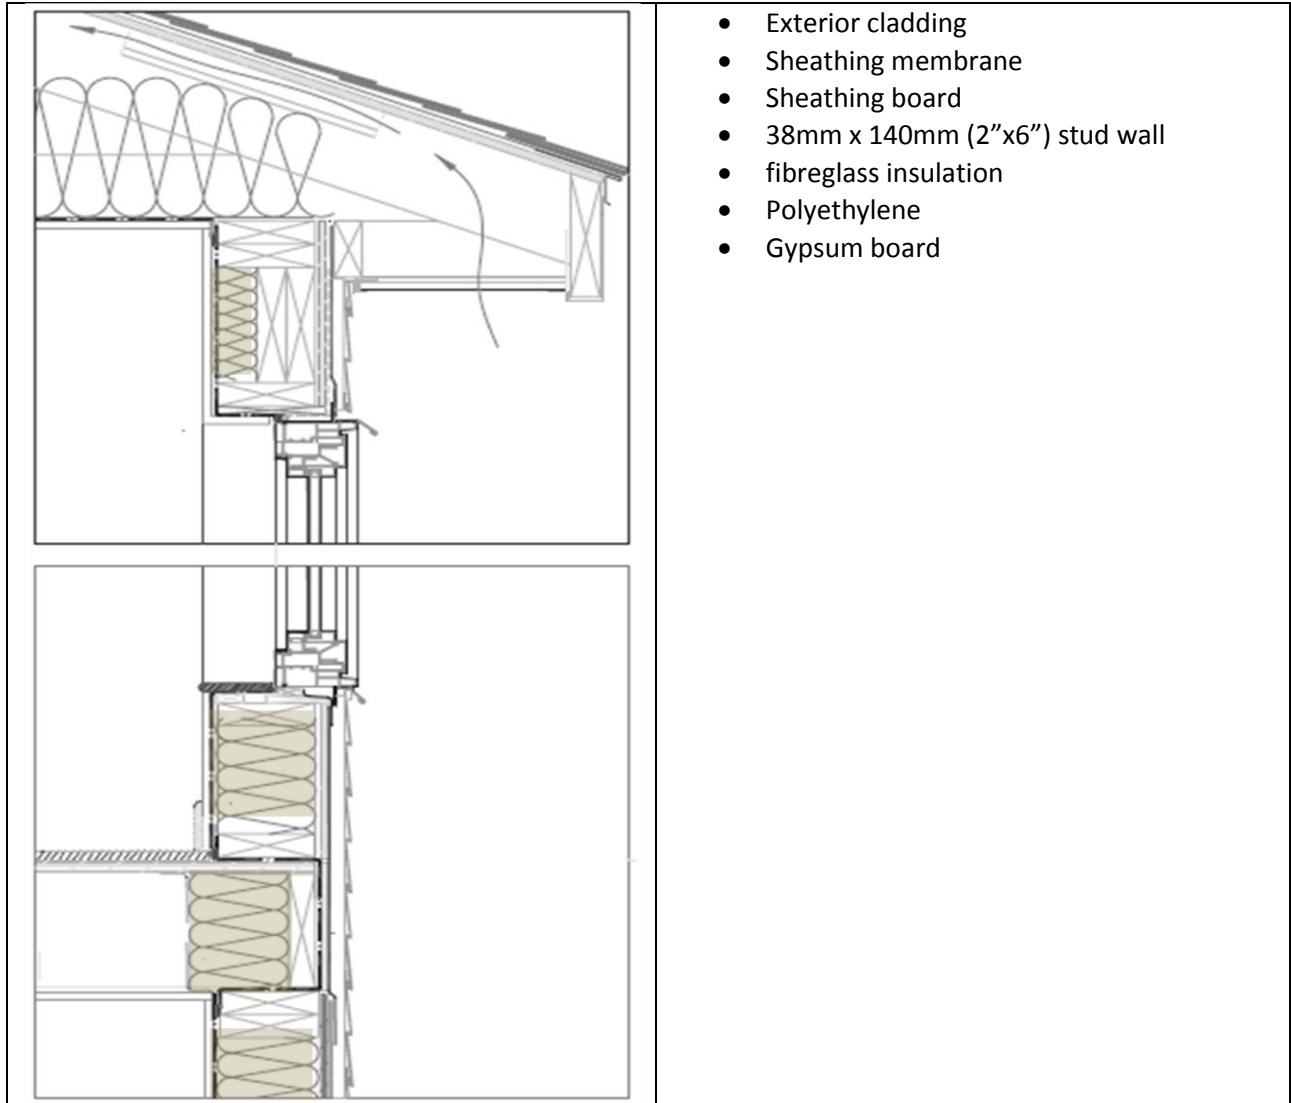 • Exterior cladding
• Sheathing membrane
• Sheathing board
• 38mm x 140mm (2”x6”) stud wall
• fibreglass insulation
• Polyethylene
• Gypsum board